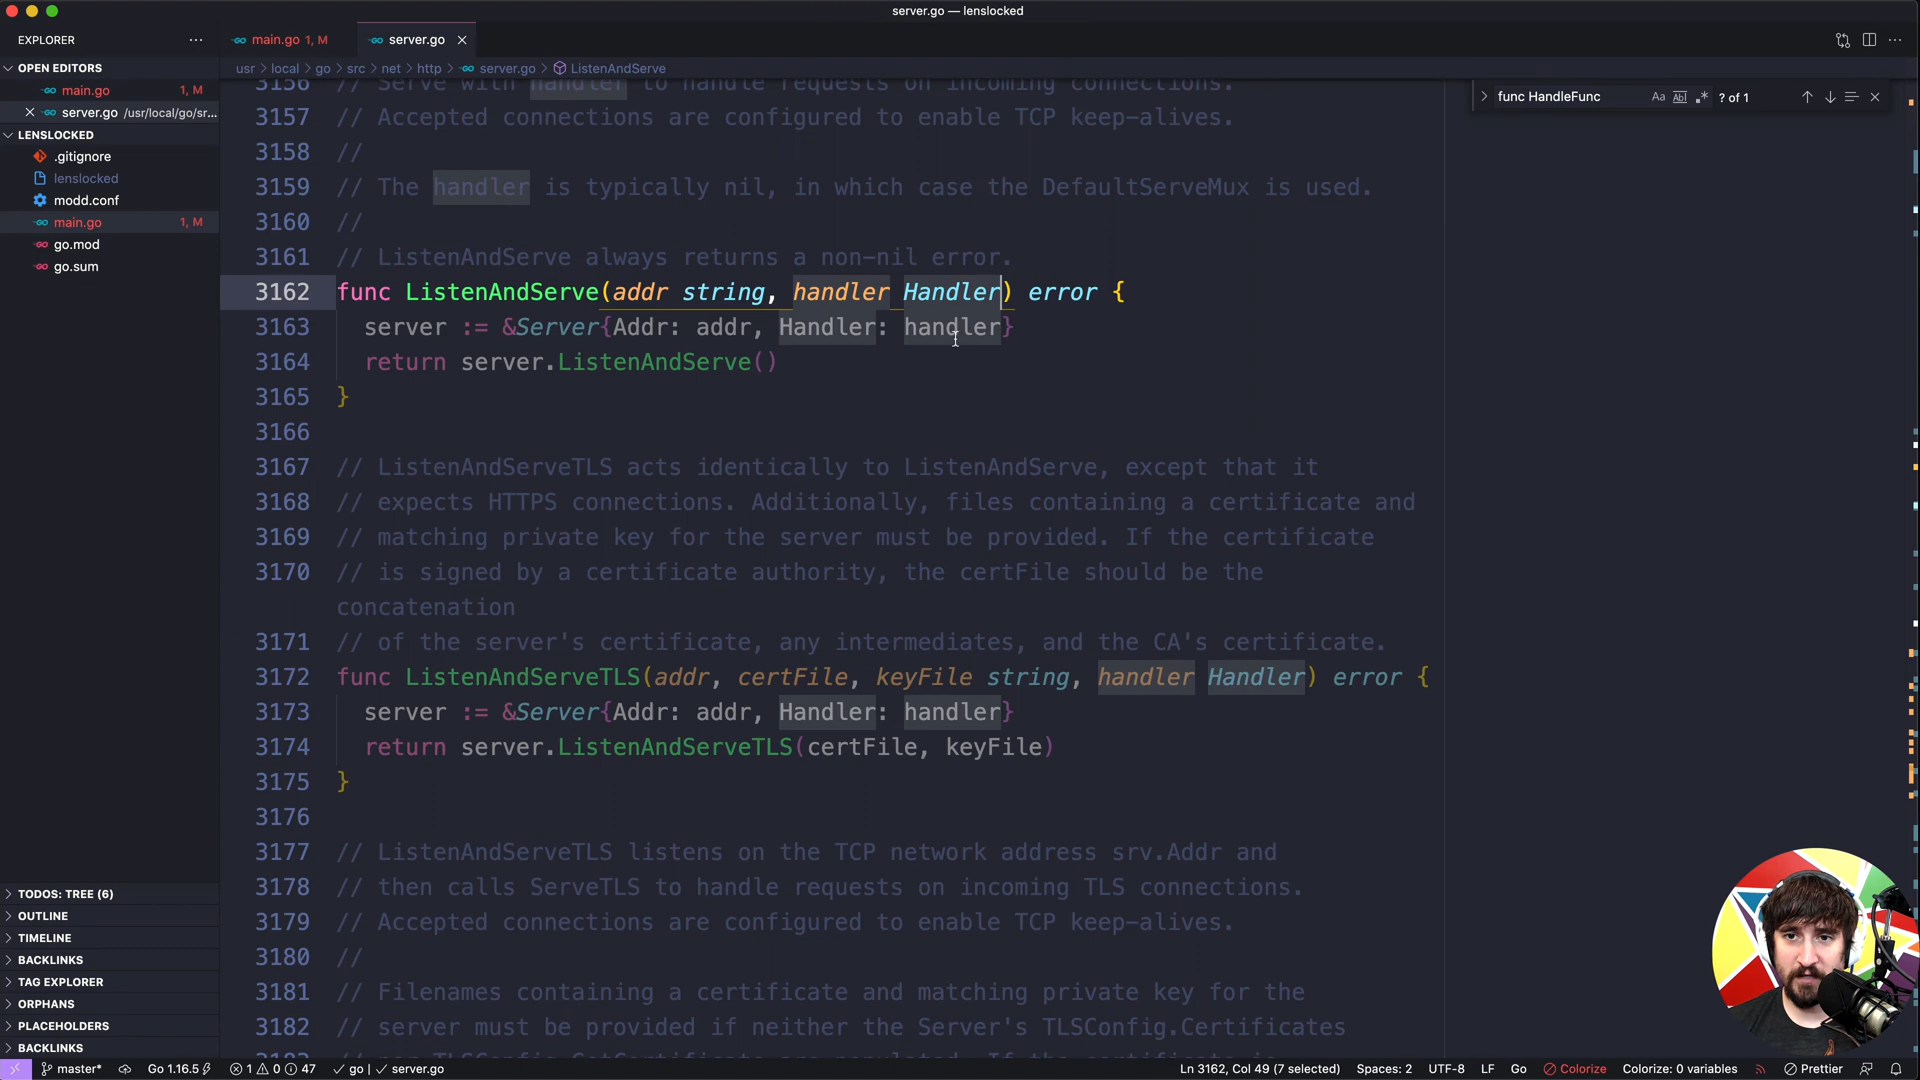 server.go — lenslocked
EXPLORER
main.go 1, M
server.go
OPEN EDITORS
main.go 1, M
server.go /usr/local/go/sr...
LENSLOCKED
.gitignore
lenslocked
modd.conf
main.go 1, M
go.mod
go.sum
TODOS: TREE (6)
OUTLINE
TIMELINE
BACKLINKS
TAG EXPLORER
ORPHANS
PLACEHOLDERS
BACKLINKS
usr > local > go > src > net > http > server.go > ListenAndServe
func HandleFunc Aa Abl .* ? of 1
3156 // Serve with handler to handle requests on incoming connections.
3157 // Accepted connections are configured to enable TCP keep-alives.
3158 //
3159 // The handler is typically nil, in which case the DefaultServeMux is used.
3160 //
3161 // ListenAndServe always returns a non-nil error.
3162 func ListenAndServe(addr string, handler Handler) error {
3163 server := &Server{Addr: addr, Handler: handler}
3164 return server.ListenAndServe()
3165 }
3166
3167 // ListenAndServeTLS acts identically to ListenAndServe, except that it
3168 // expects HTTPS connections. Additionally, files containing a certificate and
3169 // matching private key for the server must be provided. If the certificate
3170 // is signed by a certificate authority, the certFile should be the
concatenation
3171 // of the server's certificate, any intermediates, and the CA's certificate.
3172 func ListenAndServeTLS(addr, certFile, keyFile string, handler Handler) error {
3173 server := &Server{Addr: addr, Handler: handler}
3174 return server.ListenAndServeTLS(certFile, keyFile)
3175 }
3176
3177 // ListenAndServeTLS listens on the TCP network address srv.Addr and
3178 // then calls ServeTLS to handle requests on incoming TLS connections.
3179 // Accepted connections are configured to enable TCP keep-alives.
3180 //
3181 // Filenames containing a certificate and matching private key for the
3182 // server must be provided if neither the Server's TLSConfig.Certificates
master* Go 1.16.5 1 0 47 go | server.go
Ln 3162, Col 49 (7 selected) Spaces: 2 UTF-8 LF Go Colorize Colorize: 0 variables Prettier